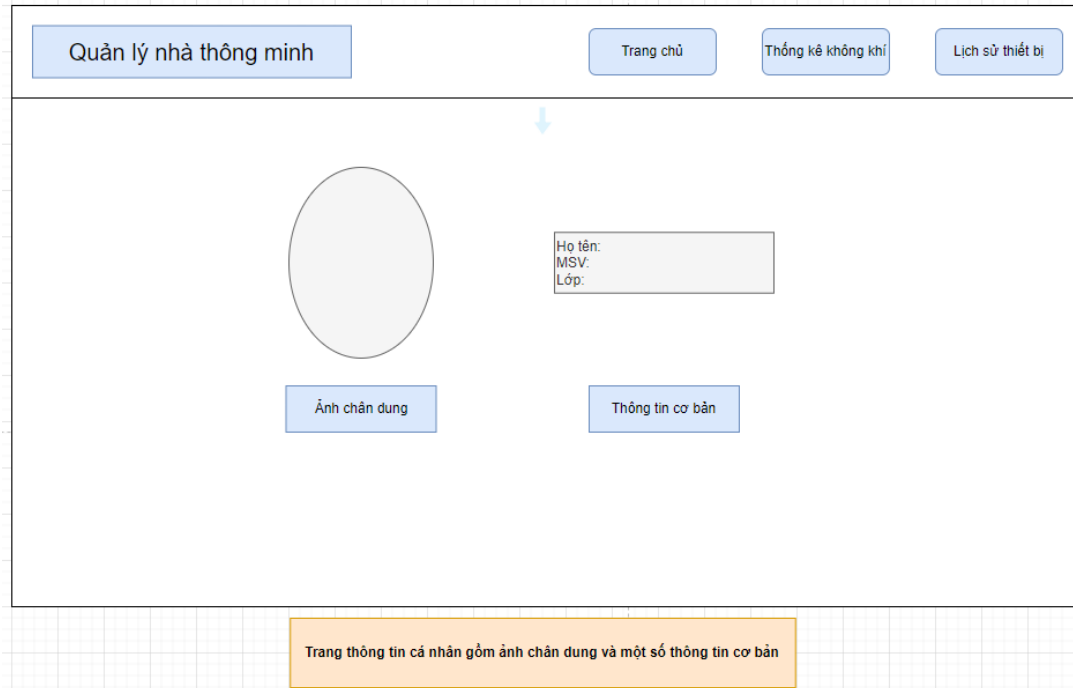 Quản lý nhà thông minh
Trang chủ
Thống kê không khí
Lịch sử thiết bị
Họ tên:
MSV:
Lớp:
Ảnh chân dung
Thông tin cơ bản
Trang thông tin cá nhân gồm ảnh chân dung và một số thông tin cơ bản